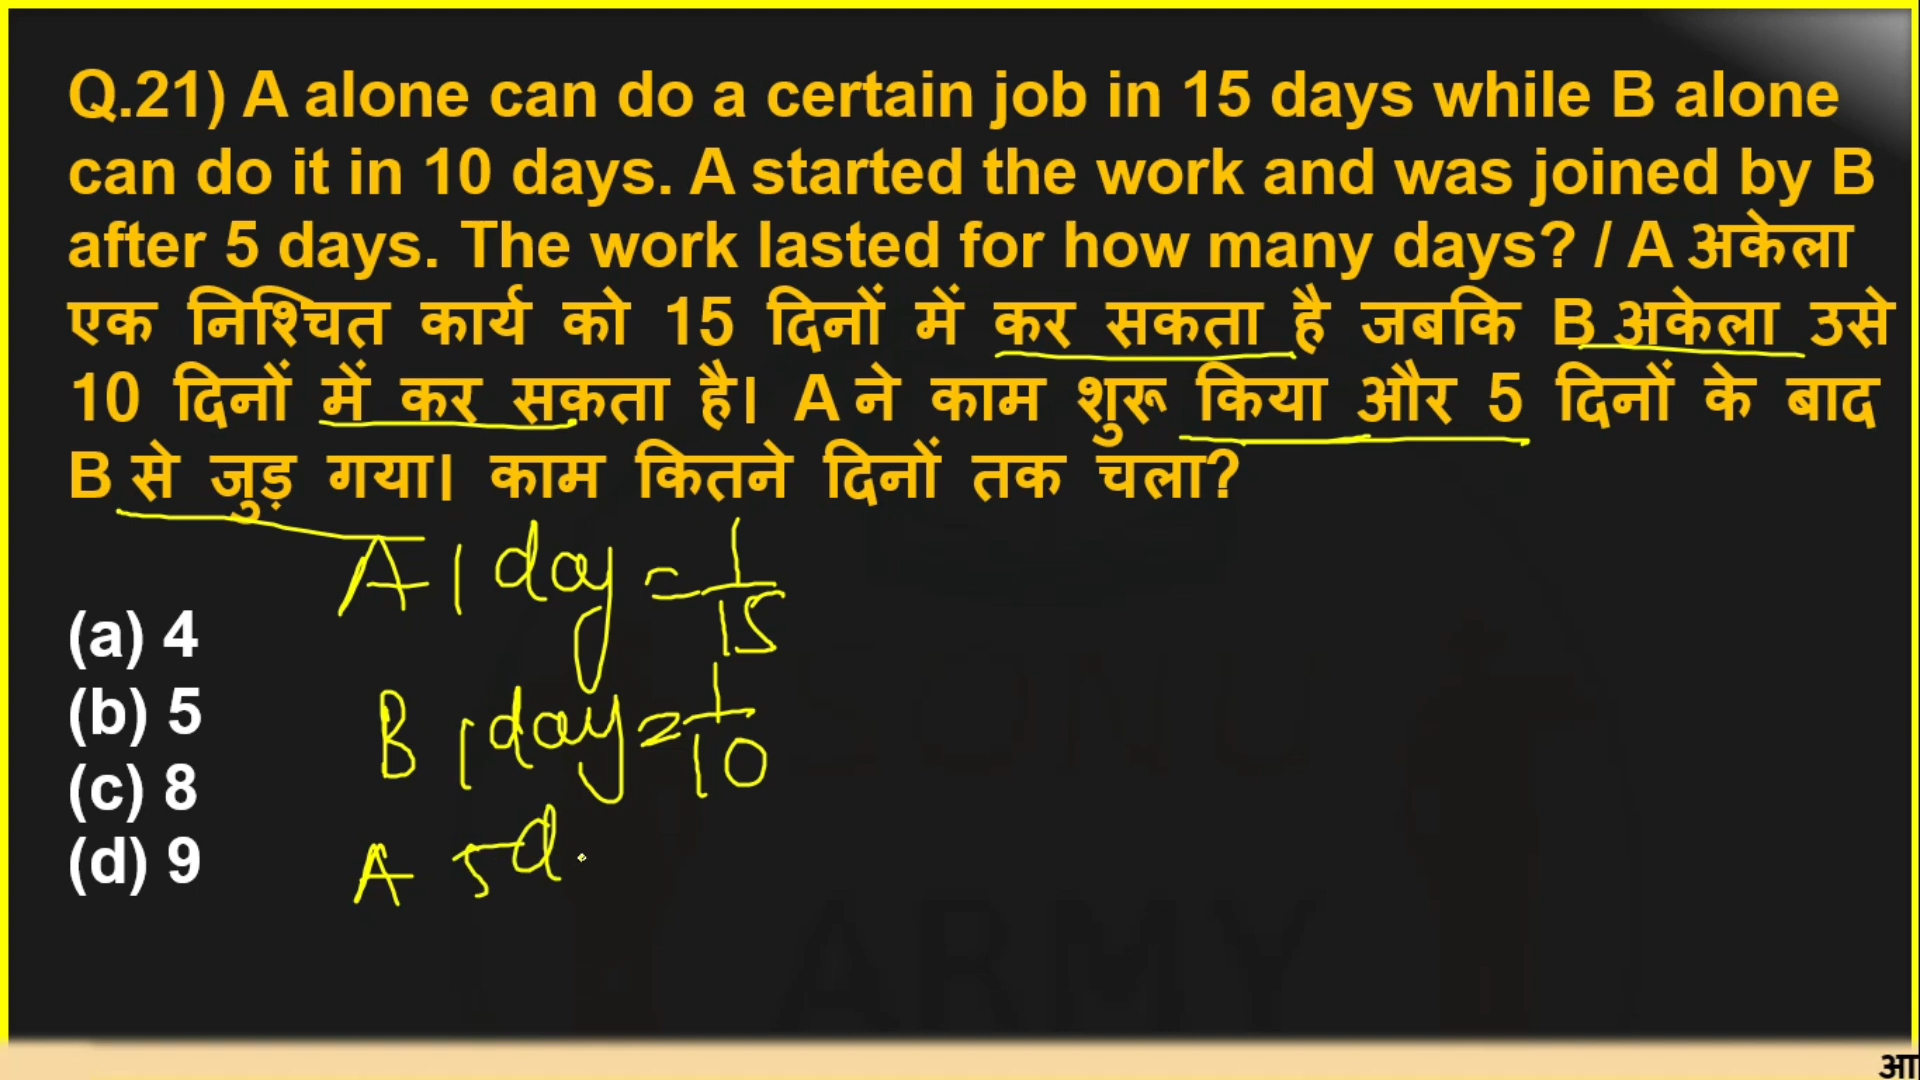 Q.21) A alone can do a certain job in 15 days while B alone
can do it in 10 days. A started the work and was joined by B
after 5 days. The work lasted for how many days? / A अकेला
एक निश्चित कार्य को 15 दिनों में कर सकता है जबकि B अकेला उसे
10 दिनों में कर सकता है। A ने काम शुरू किया और 5 दिनों के बाद
B से जुड़ गया। काम कितने दिनों तक चला?
A 1 day = 1/15
(a) 4
(b) 5
B 1 day = 1/10
(c) 8
(d) 9
A 5 d
SONU
ARMY
आ